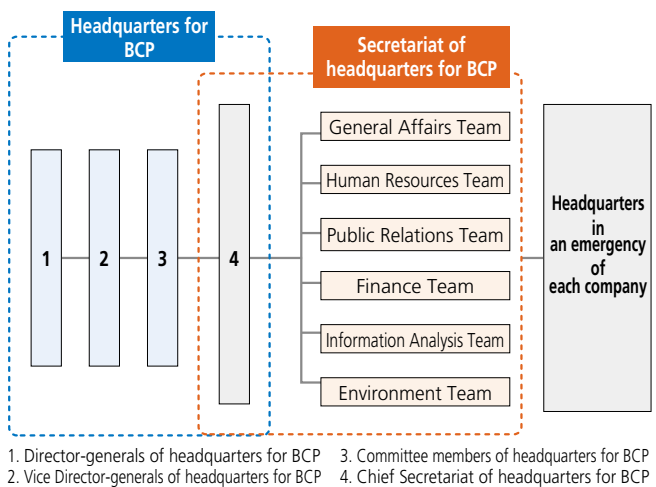 Headquarters for
BCP
Secretariat of
headquarters for BCP
1
2
3
4
General Affairs Team
Human Resources Team
Public Relations Team
Finance Team
Information Analysis Team
Environment Team
Headquarters
in
an emergency
of
each company
1. Director-generals of headquarters for BCP
2. Vice Director-generals of headquarters for BCP
3. Committee members of headquarters for BCP
4. Chief Secretariat of headquarters for BCP